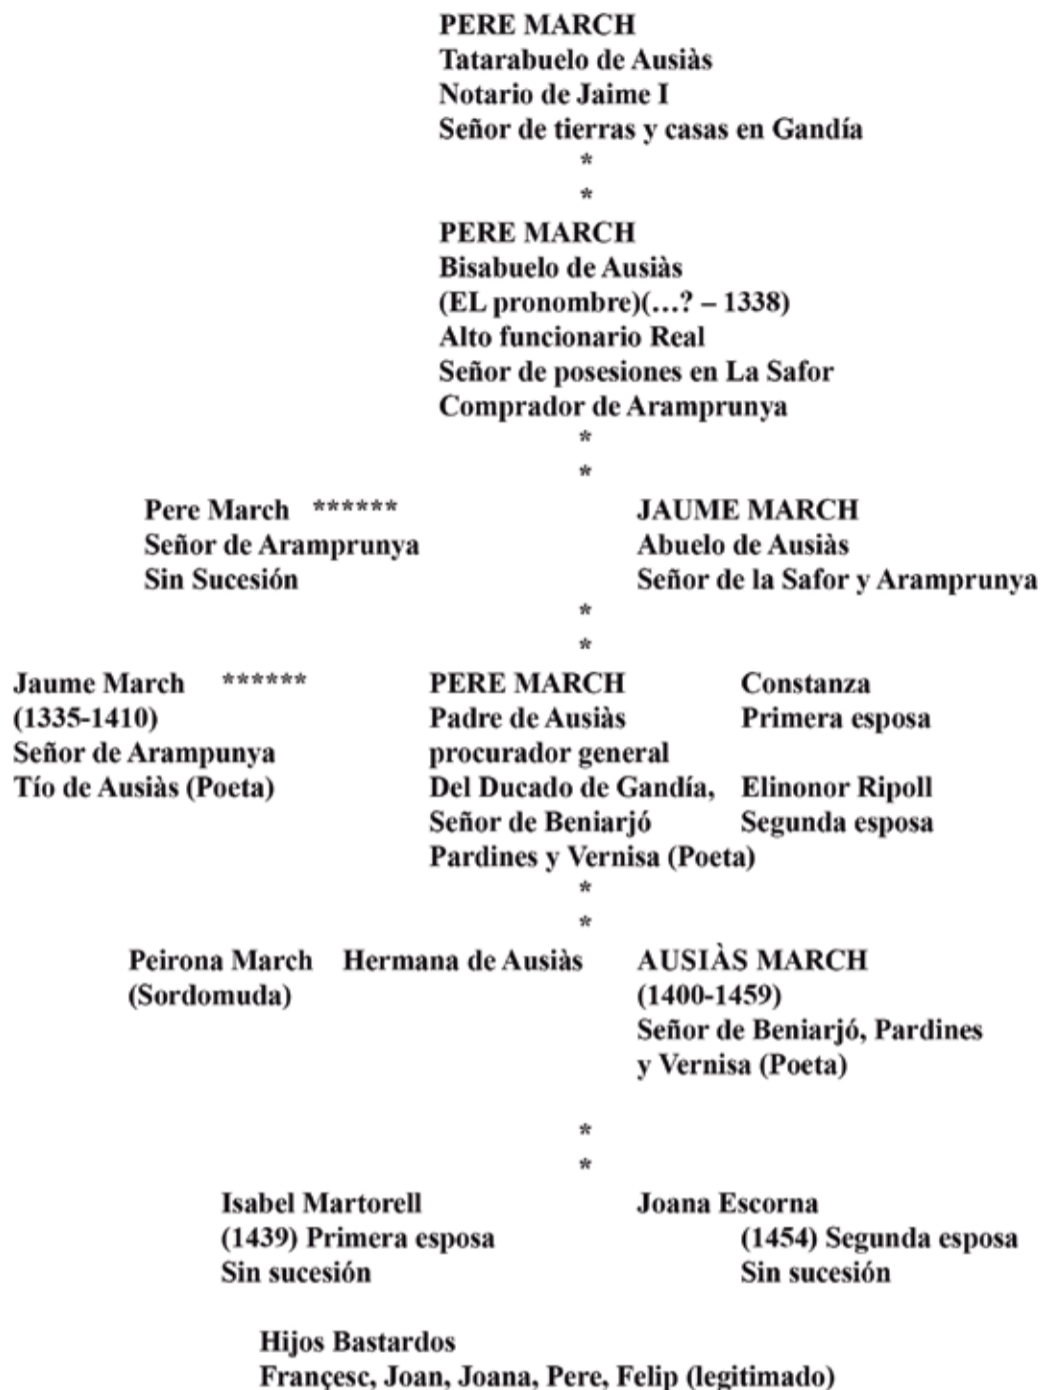 PERE MARCH
Tatarabuelo de Ausiàs
Notario de Jaime I
Señor de tierras y casas en Gandía
*
*
PERE MARCH
Bisabuelo de Ausiàs
(EL pronombre)(…? – 1338)
Alto funcionario Real
Señor de posesiones en La Safor
Comprador de Aramprunya
*
*
Pere March ****** JAUME MARCH
Señor de Aramprunya Abuelo de Ausiàs
Sin Sucesión Señor de la Safor y Aramprunya
*
*
Jaume March ****** PERE MARCH Constanza
(1335-1410) Padre de Ausiàs Primera esposa
Señor de Arampunya procurador general
Tío de Ausiàs (Poeta) Del Ducado de Gandía, Elinonor Ripoll
Señor de Beniarjó Segunda esposa
Pardines y Vernisa (Poeta)
*
*
Peirona March Hermana de Ausiàs AUSIÀS MARCH
(Sordomuda) (1400-1459)
Señor de Beniarjó, Pardines
y Vernisa (Poeta)
*
*
Isabel Martorell Joana Escorna
(1439) Primera esposa (1454) Segunda esposa
Sin sucesión Sin sucesión
Hijos Bastardos
Françesc, Joan, Joana, Pere, Felip (legitimado)